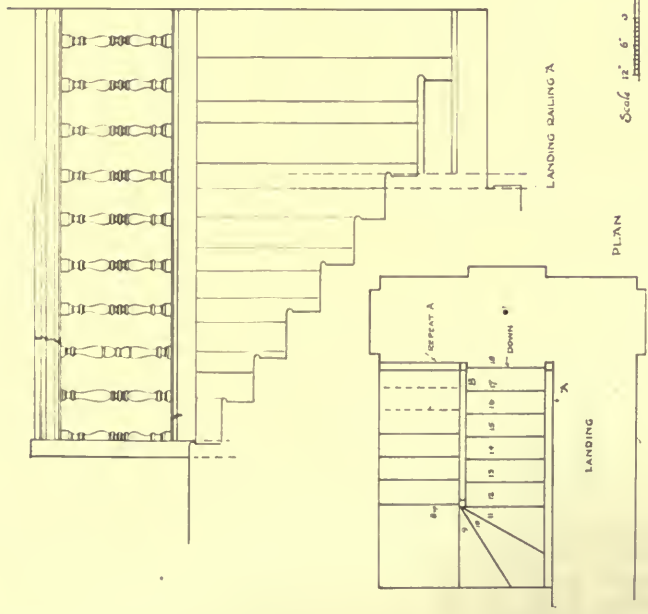 LANDING RAILING A
Scale 12" 6" 0
PLAN
REPEAT A
DOWN
18
B
17
16
15
14
13
12
11
10
9
8
A
LANDING